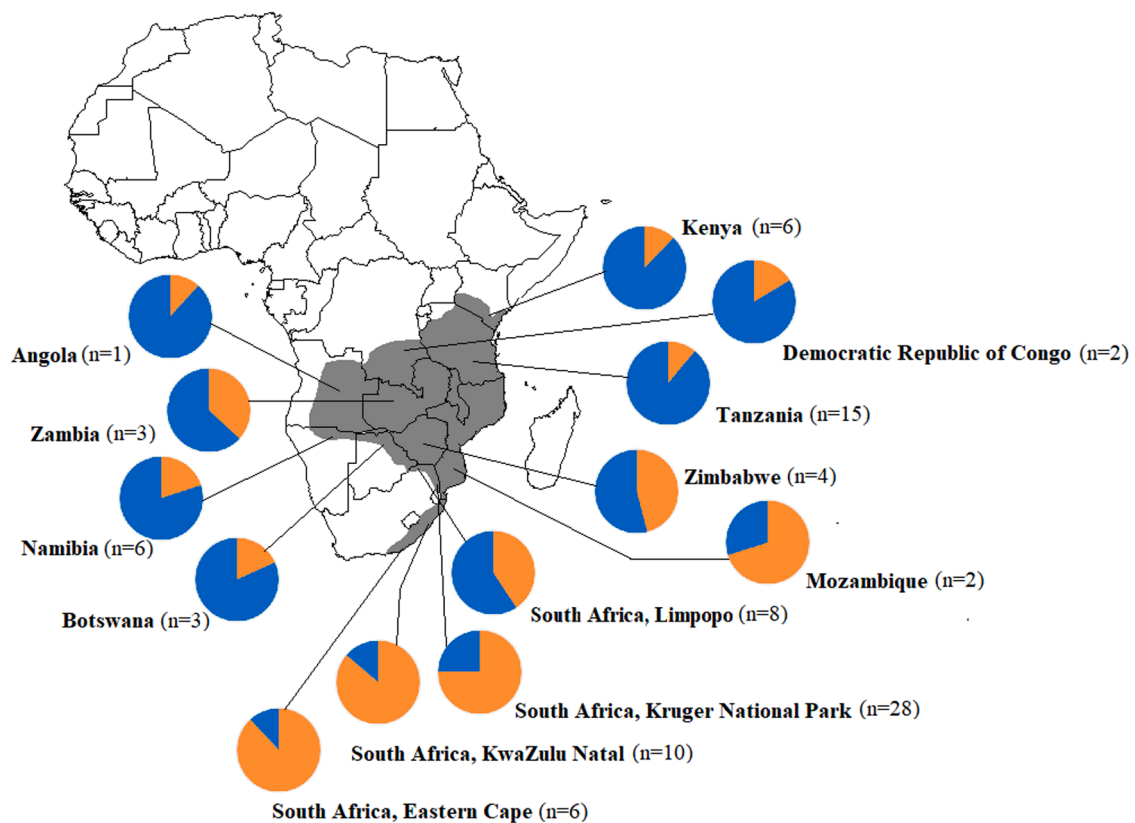 Kenya (n=6)
Angola (n=1)
Democratic Republic of Congo (n=2)
Tanzania (n=15)
Zambia (n=3)
Zimbabwe (n=4)
Namibia (n=6)
Mozambique (n=2)
Botswana (n=3)
South Africa, Limpopo (n=8)
South Africa, Kruger National Park (n=28)
South Africa, KwaZulu Natal (n=10)
South Africa, Eastern Cape (n=6)